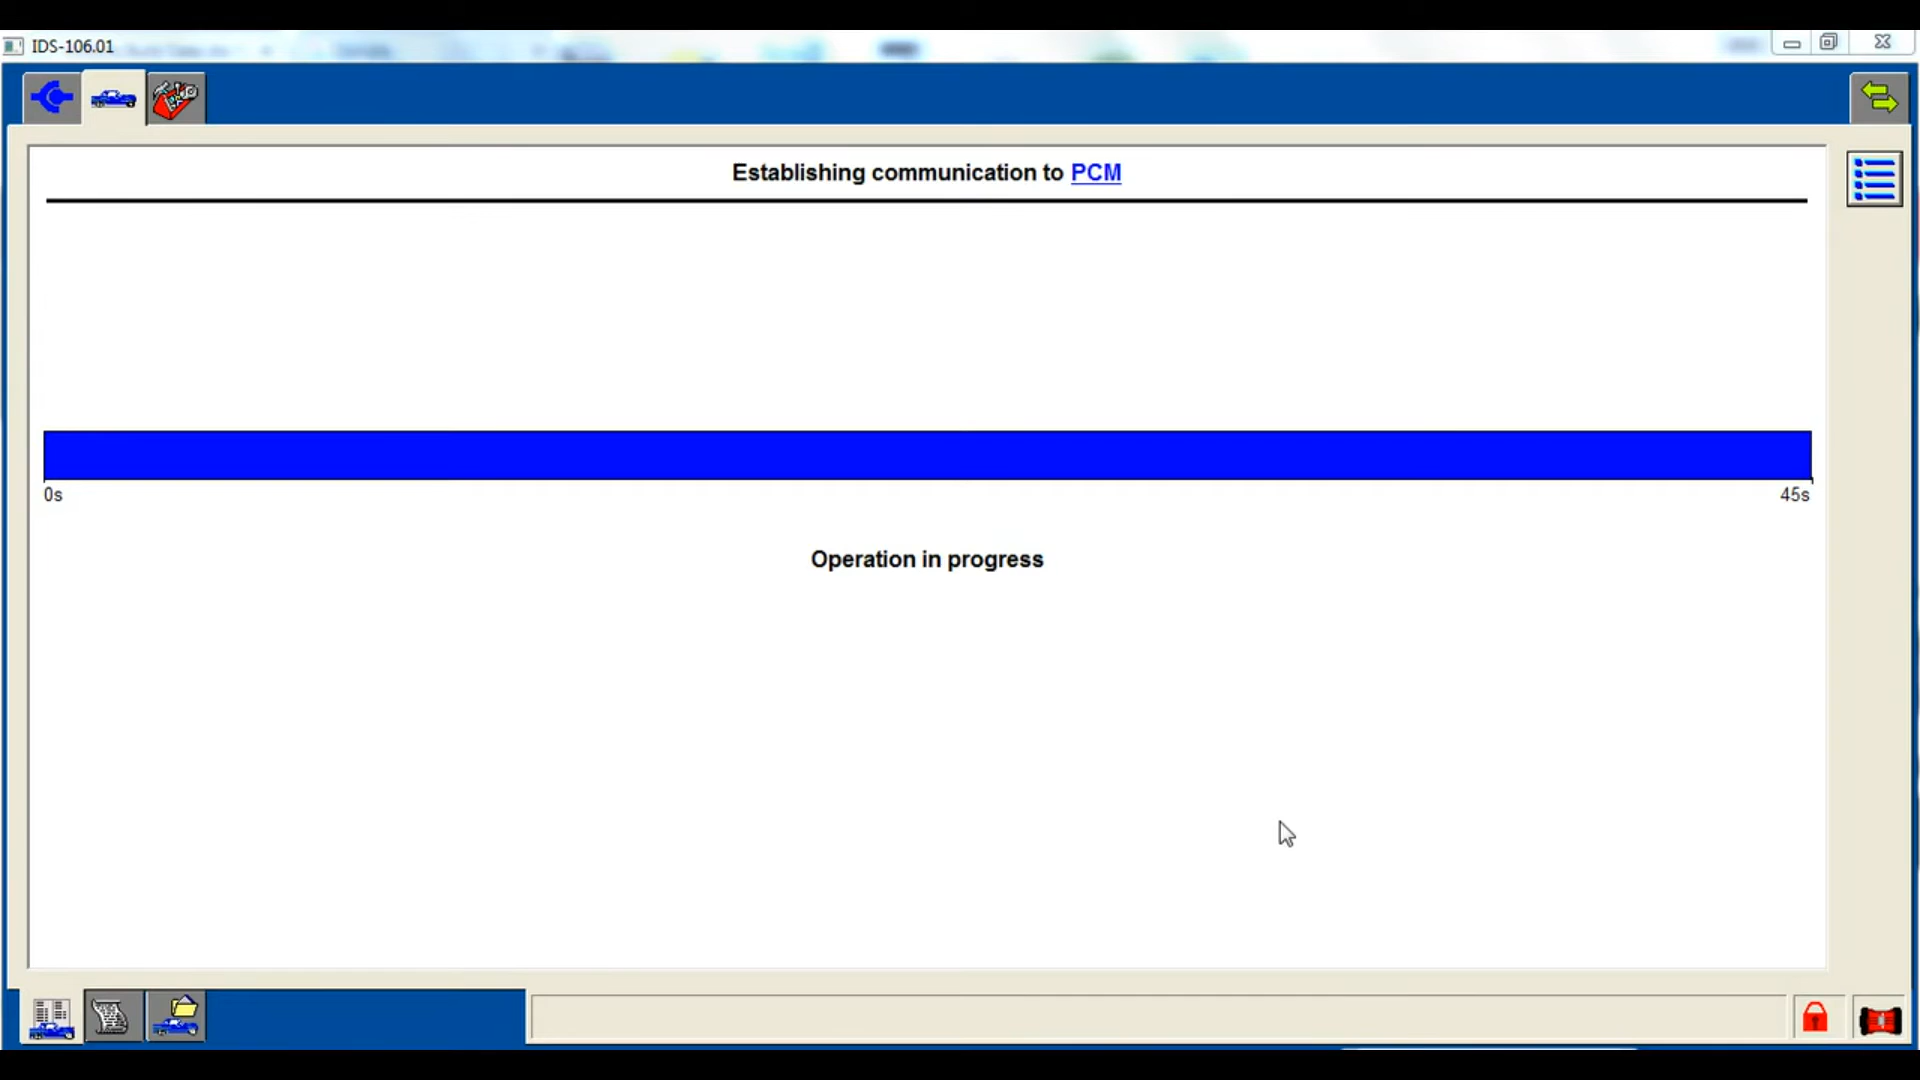 IDS-106.01
Establishing communication to PCM
0s 45s
Operation in progress